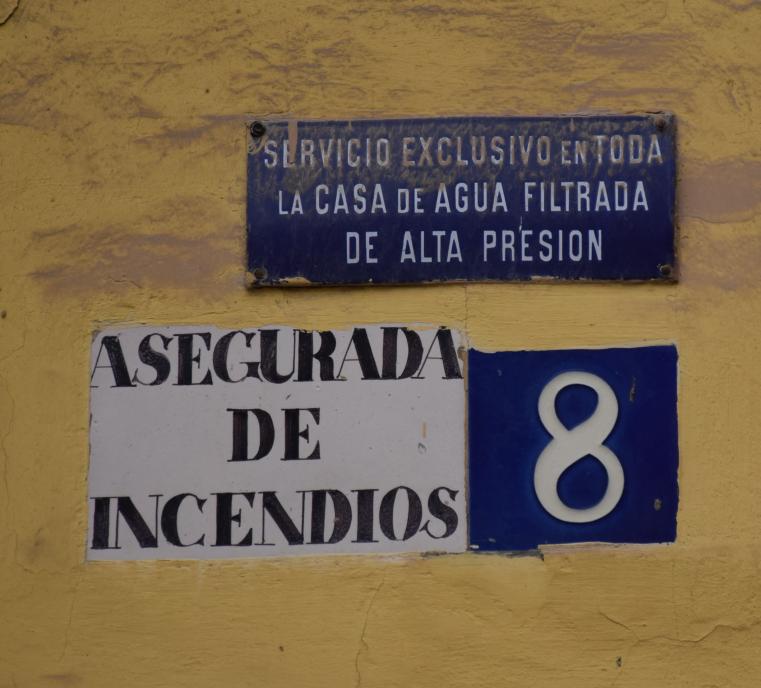 SERVICIO EXCLUSIVO EN TODA
LA CASA DE AGUA FILTRADA
DE ALTA PRESION
ASEGURADA
DE
INCENDIOS
8